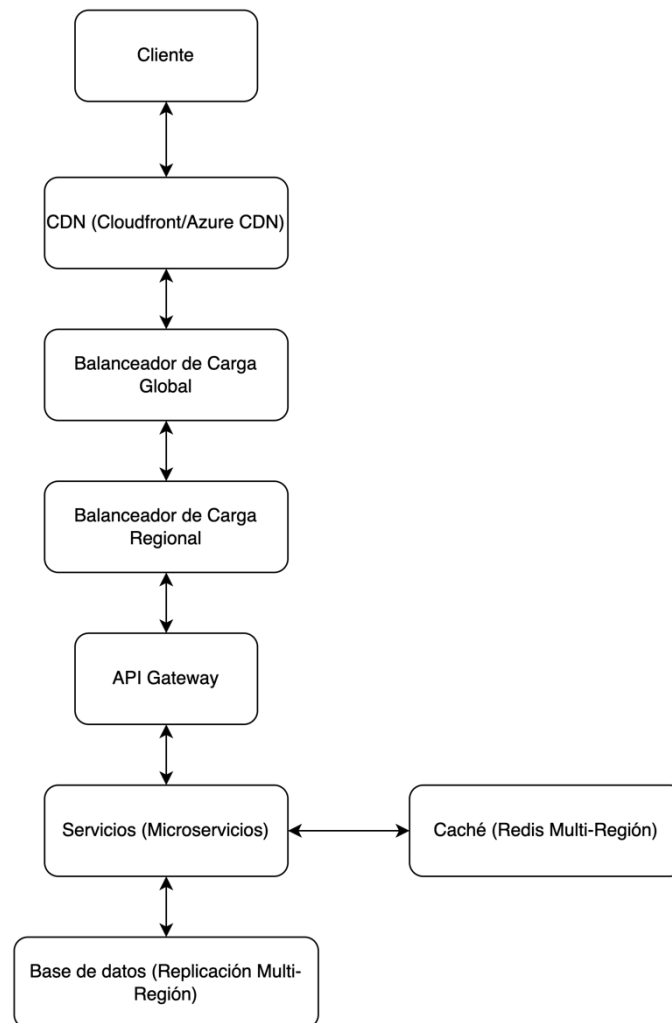 Cliente
CDN (Cloudfront/Azure CDN)
Balanceador de Carga
Global
Balanceador de Carga
Regional
API Gateway
Servicios (Microservicios)
Caché (Redis Multi-Región)
Base de datos (Replicación Multi-
Región)